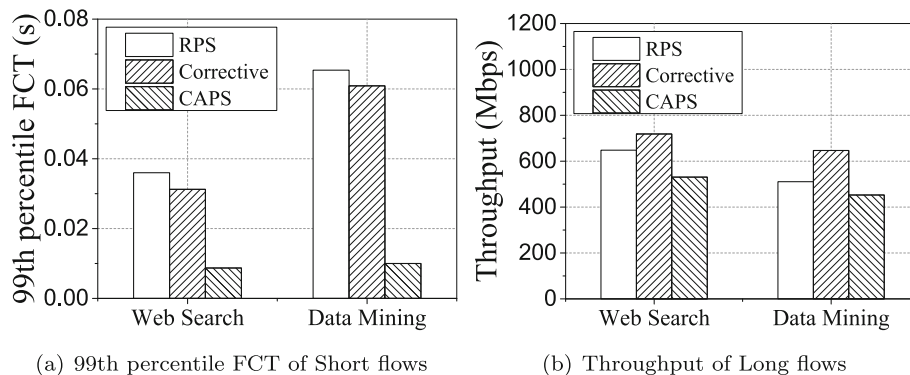 99th percentile FCT (s)
0.08
0.06
0.04
0.02
0.00
RPS
Corrective
CAPS
Web Search
Data Mining
(a) 99th percentile FCT of Short flows
Throughput (Mbps)
1200
1000
800
600
400
200
0
RPS
Corrective
CAPS
Web Search
Data Mining
(b) Throughput of Long flows